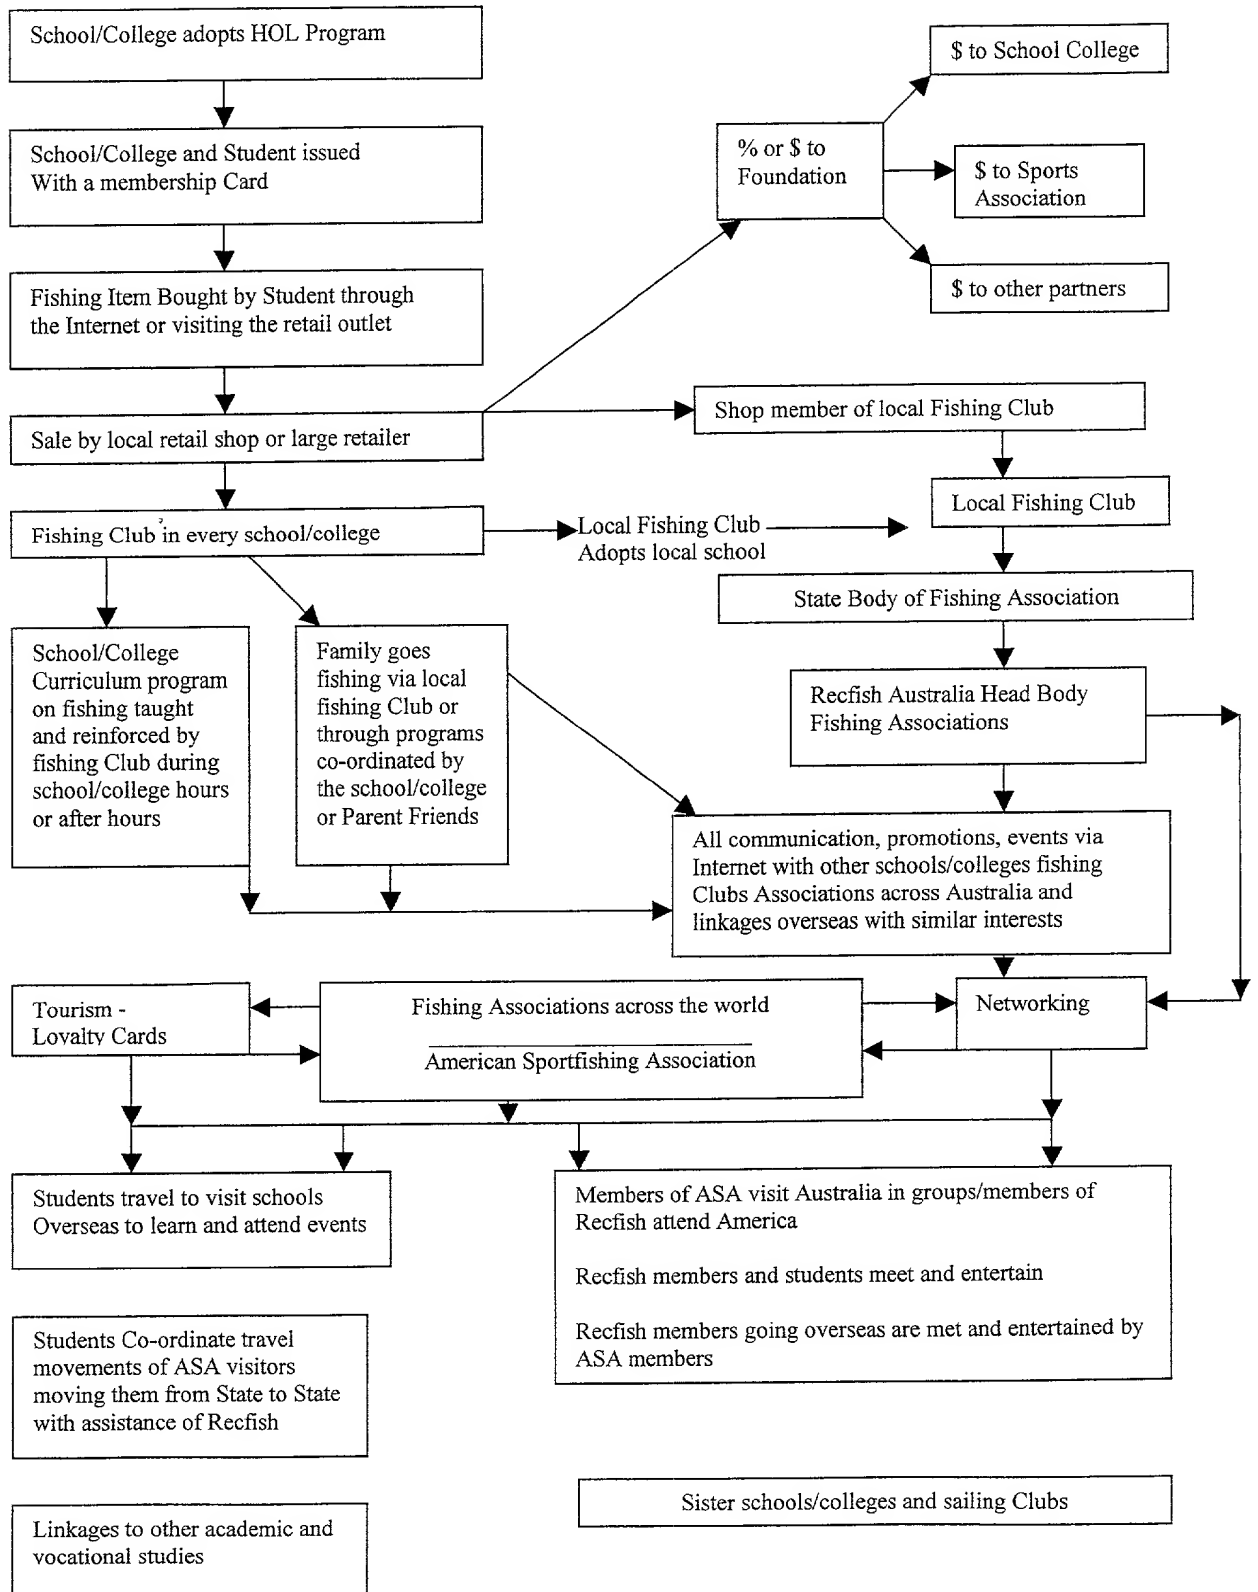 School/College adopts HOL Program
$ to School College
School/College and Student issued
With a membership Card
% or $ to
Foundation
$ to Sports
Association
$ to other partners
Fishing Item Bought by Student through
the Internet or visiting the retail outlet
Shop member of local Fishing Club
Sale by local retail shop or large retailer
Local Fishing Club
Fishing Club in every school/college
Local Fishing Club
Adopts local school
State Body of Fishing Association
School/College
Curriculum program
on fishing taught
and reinforced by
fishing Club during
school/college hours
or after hours
Family goes
fishing via local
fishing Club or
through programs
co-ordinated by
the school/college
or Parent Friends
Recfish Australia Head Body
Fishing Associations
All communication, promotions, events via
Internet with other schools/colleges fishing
Clubs Associations across Australia and
linkages overseas with similar interests
Tourism -
Loyalty Cards
Fishing Associations across the world
American Sportfishing Association
Networking
Students travel to visit schools
Overseas to learn and attend events
Members of ASA visit Australia in groups/members of
Recfish attend America
Recfish members and students meet and entertain
Recfish members going overseas are met and entertained by
ASA members
Students Co-ordinate travel
movements of ASA visitors
moving them from State to State
with assistance of Recfish
Sister schools/colleges and sailing Clubs
Linkages to other academic and
vocational studies